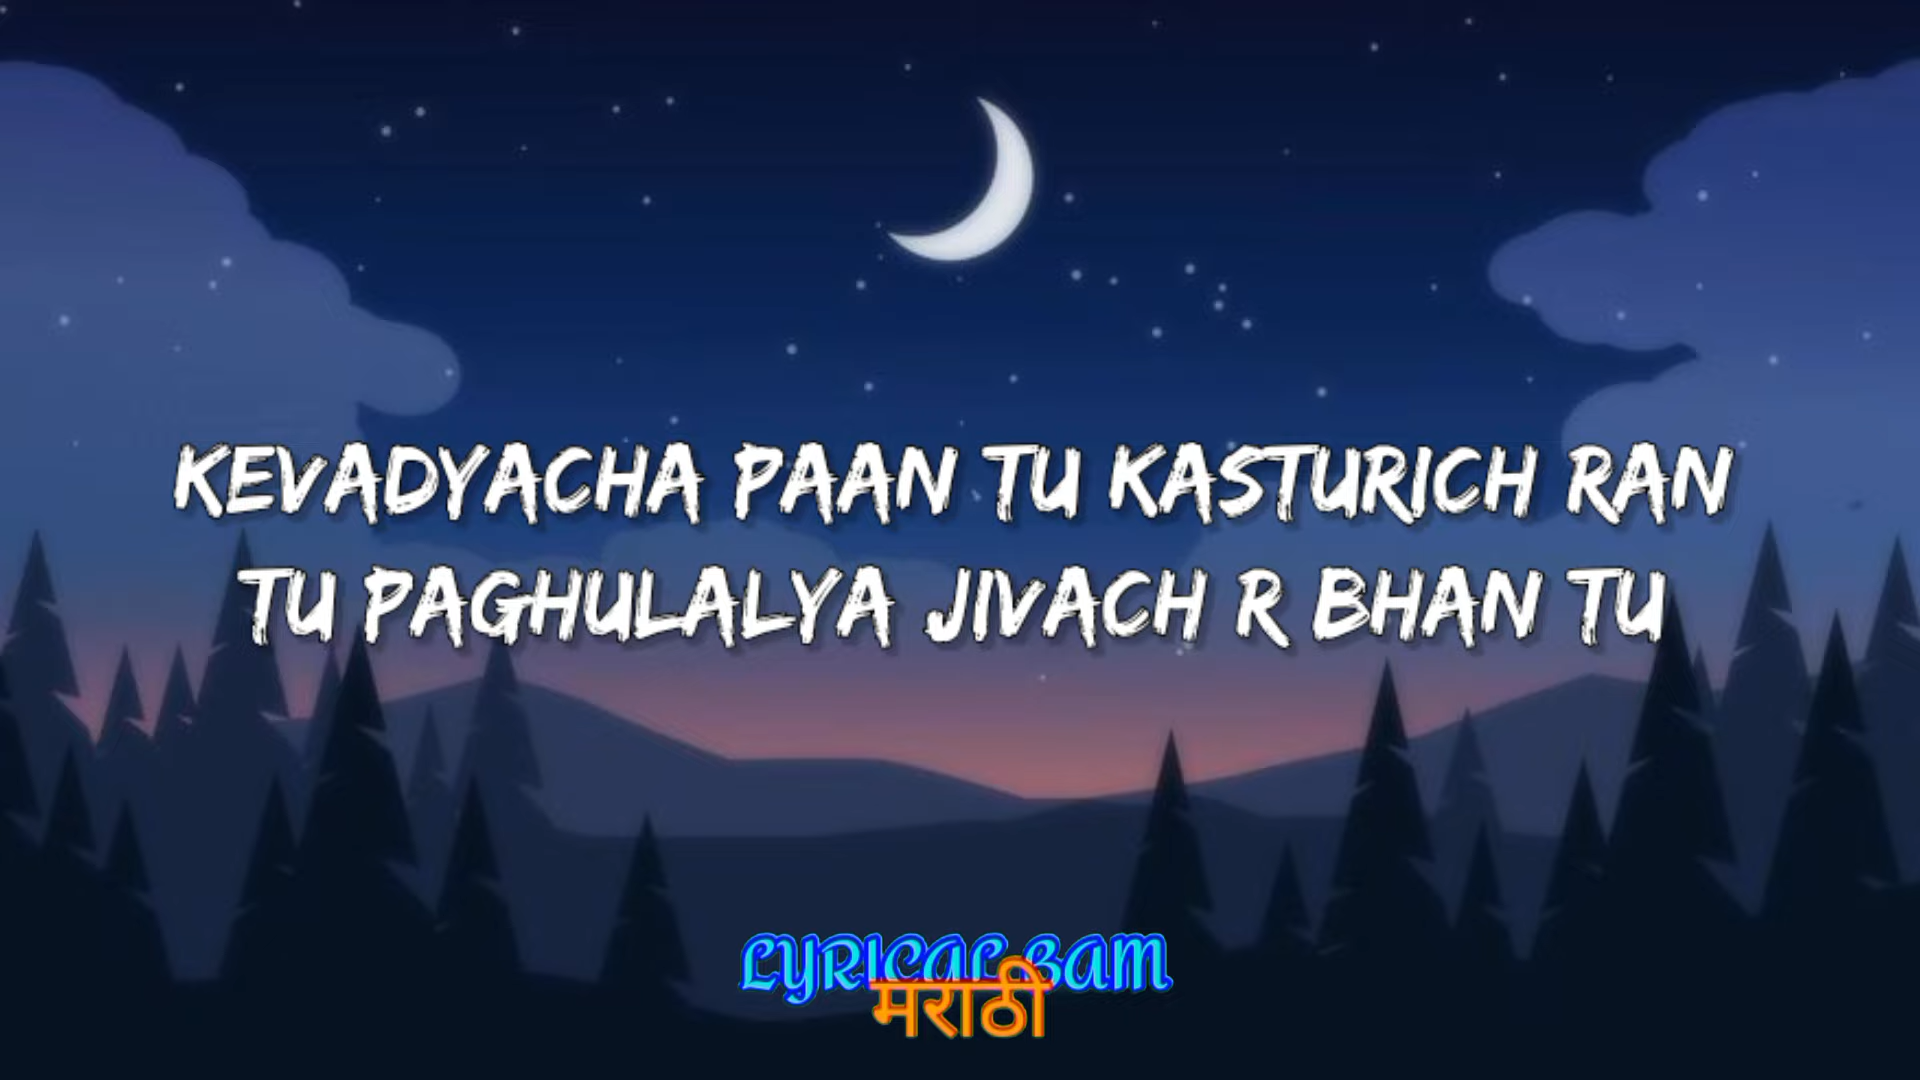 KEVADYACHA PAAN TU KASTURICH RAN
TU PAGHULALYA JIVACH R BHAN TU
LYRICAL BAM
मराठी